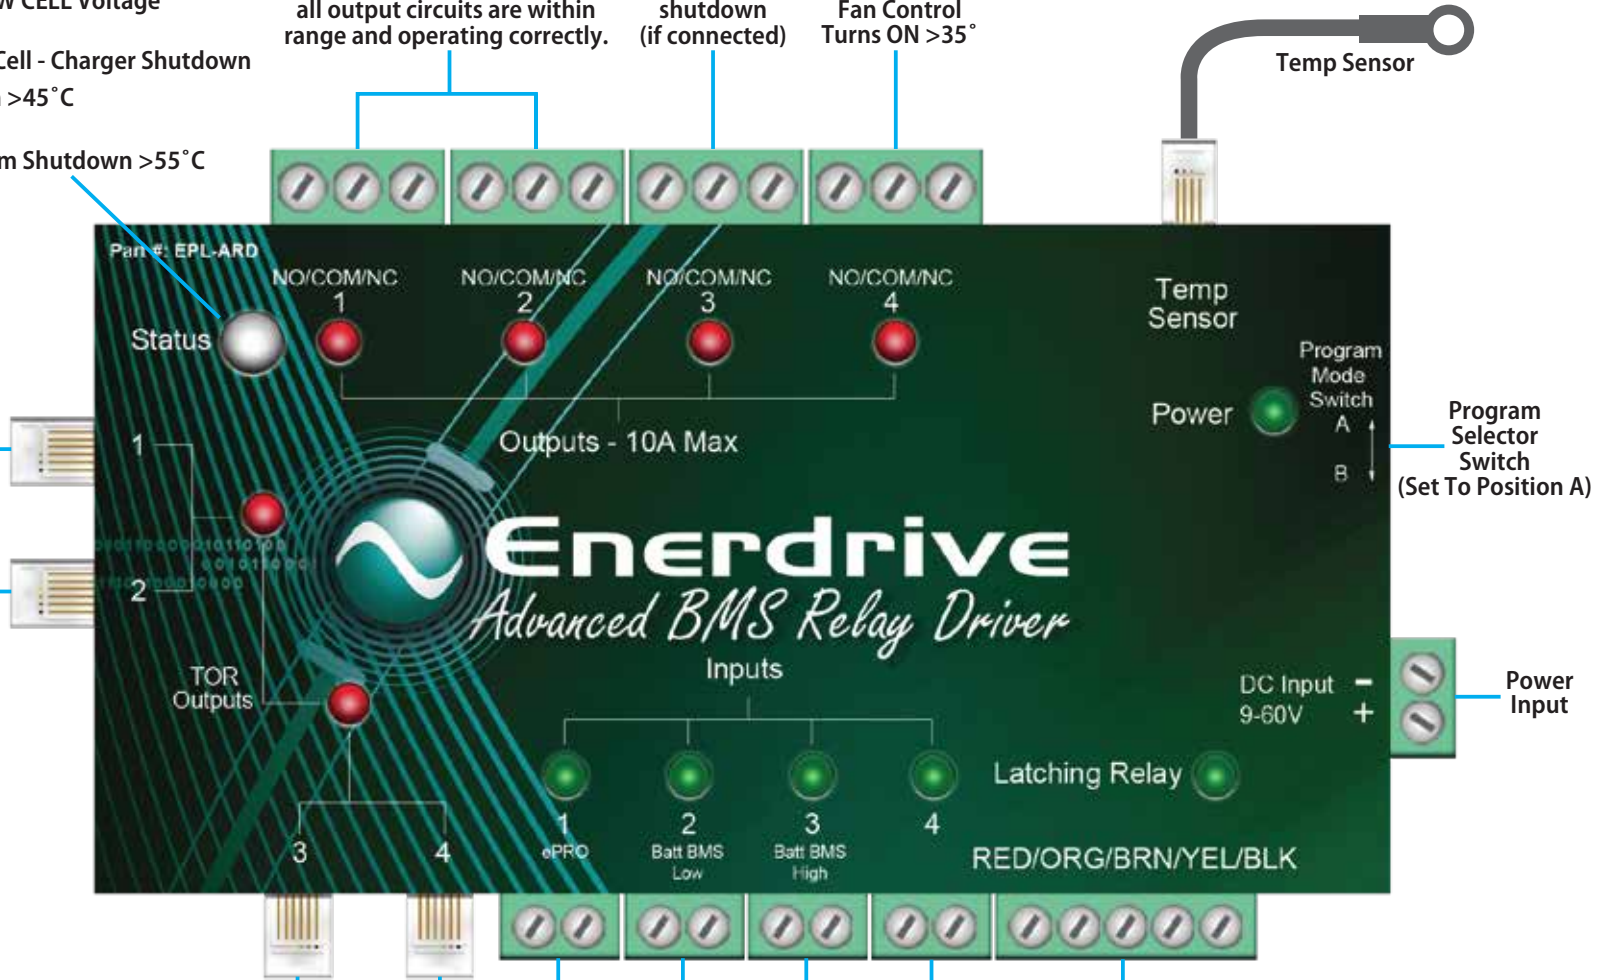 CELL Voltage
Cell - Charger Shutdown
>45˚C
Shutdown >55˚C
all output circuits are within
range and operating correctly.
shutdown
(if connected)
Fan Control
Turns ON >35˚
Temp Sensor
Part #: EPL-ARD
NO/COM/NC
1
NO/COM/NC
2
NO/COM/NC
3
NO/COM/NC
4
Status
Outputs - 10A Max
Temp
Sensor
Power
Program
Mode
Switch
A
B
Program
Selector
Switch
(Set To Position A)
1
2
Enerdrive
Advanced BMS Relay Driver
TOR
Outputs
3
4
Inputs
1
ePRO
2
Batt BMS
Low
3
Batt BMS
High
4
DC Input −
9-60V +
Power
Input
Latching Relay
RED/ORG/BRN/YEL/BLK